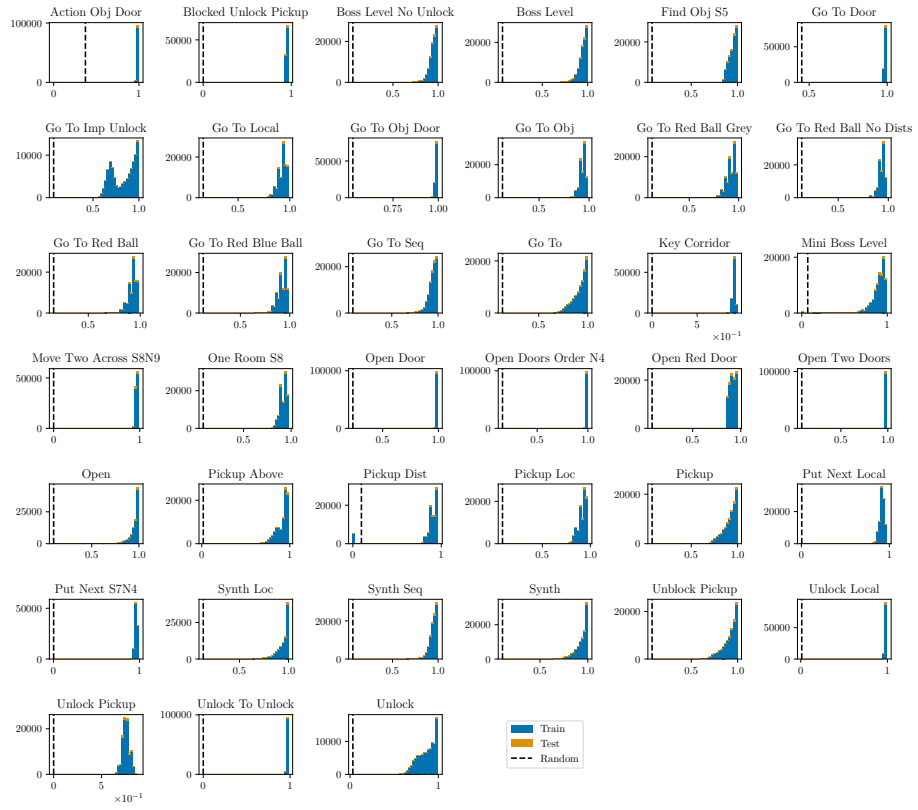 Action Obj Door Blocked Unlock Pickup Boss Level No Unlock Boss Level Find Obj S5 Go To Door
100000 50000 20000 20000 20000 50000
0 0 0 0 0 0
0 1 0 1 0.5 1.0 0.5 1.0 0.5 1.0 0.5 1.0
Go To Imp Unlock Go To Local Go To Obj Door Go To Obj Go To Red Ball Grey Go To Red Ball No Dists
10000 20000 50000 20000 20000 20000
0 0 0 0 0 0
0.5 1.0 0.5 1.0 0.75 1.00 0.5 1.0 0.5 1.0 0.5 1.0
Go To Red Ball Go To Red Blue Ball Go To Seq Go To Key Corridor Mini Boss Level
20000 20000 20000 20000 50000 20000
10000
0 0 0 0 0 0
0.5 1.0 0.5 1.0 0.5 1.0 0.5 1.0 0 5 0 1
×10⁻¹
Move Two Across S8N9 One Room S8 Open Door Open Doors Order N4 Open Red Door Open Two Doors
50000 20000 100000 100000 20000 100000
0 0 0 0 0 0
0 1 0.5 1.0 0.5 1.0 0.5 1.0 0.5 1.0 0.5 1.0
Open Pickup Above Pickup Dist Pickup Loc Pickup Put Next Local
25000 20000 20000 20000 20000 25000
0 0 0 0 0 0
0.5 1.0 0 1 0 1 0.5 1.0 0.5 1.0 0 1
Put Next S7N4 Synth Loc Synth Seq Synth Unblock Pickup Unlock Local
50000 25000 20000 20000 20000 50000
0 0 0 0 0 0
0 1 0.5 1.0 0.5 1.0 0.5 1.0 0.5 1.0 0 1
Unlock Pickup Unlock To Unlock Unlock
20000 100000 10000
0 0 0
0 5 0 1 0.5 1.0
×10⁻¹
Train
Test
Random